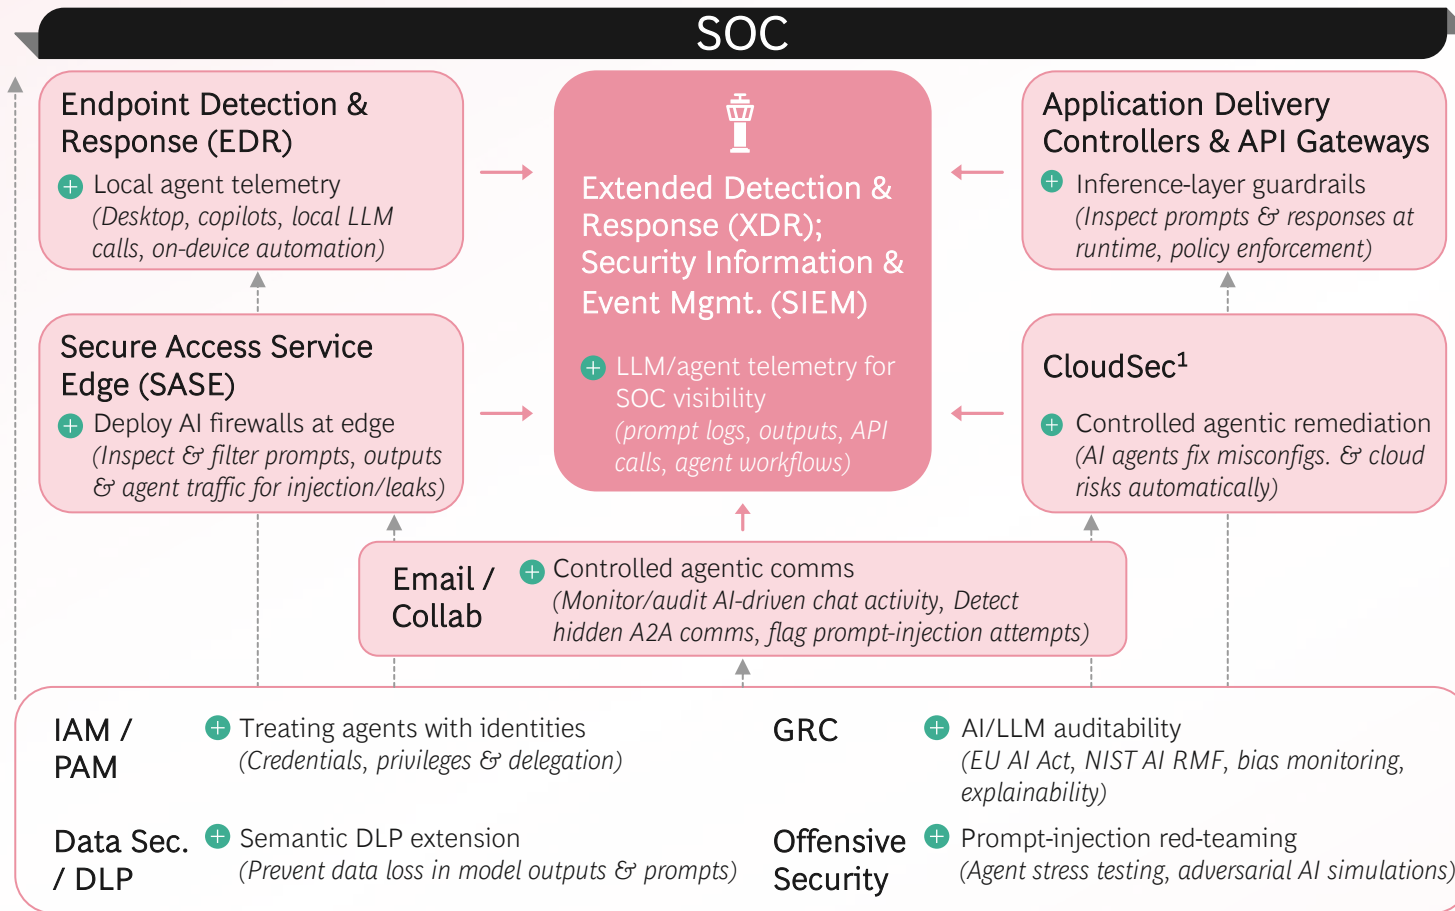 SOC
Endpoint Detection &
Response (EDR)
Local agent telemetry
(Desktop, copilots, local LLM
calls, on-device automation)
Secure Access Service
Edge (SASE)
Deploy AI firewalls at edge
(Inspect & filter prompts, outputs
& agent traffic for injection/leaks)
Extended Detection &
Response (XDR);
Security Information &
Event Mgmt. (SIEM)
LLM/agent telemetry for
SOC visibility
(prompt logs, outputs, API
calls, agent workflows)
Application Delivery
Controllers & API Gateways
Inference-layer guardrails
(Inspect prompts & responses at
runtime, policy enforcement)
CloudSec¹
Controlled agentic remediation
(AI agents fix misconfigs. & cloud
risks automatically)
Email /
Collab
Controlled agentic comms
(Monitor/audit AI-driven chat activity, Detect
hidden A2A comms, flag prompt-injection attempts)
IAM /
PAM
Treating agents with identities
(Credentials, privileges & delegation)
Data Sec.
/ DLP
Semantic DLP extension
(Prevent data loss in model outputs & prompts)
GRC
AI/LLM auditability
(EU AI Act, NIST AI RMF, bias monitoring,
explainability)
Offensive
Security
Prompt-injection red-teaming
(Agent stress testing, adversarial AI simulations)